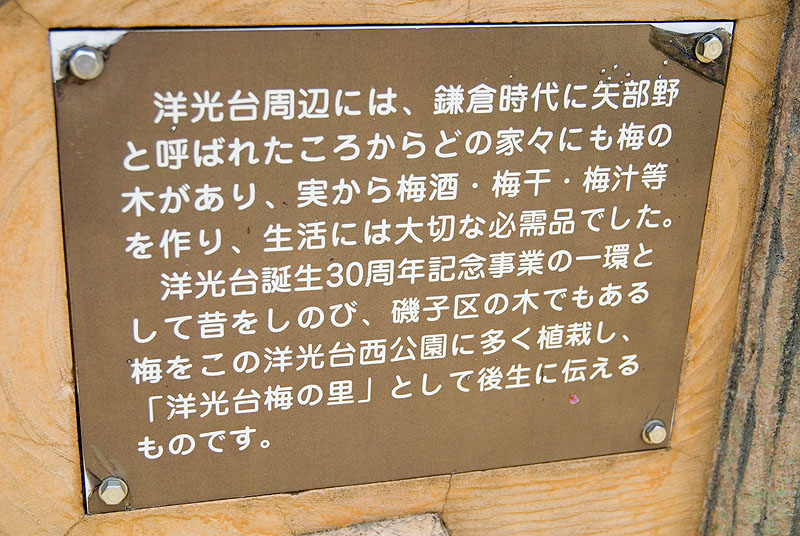 洋光台周辺には、鎌倉時代に矢部野
と呼ばれたころからどの家々にも梅の
木があり、実から梅酒・梅干・梅汁等
を作り、生活には大切な必需品でした。
洋光台誕生30周年記念事業の一環と
して昔をしのび、磯子区の木でもある
梅をこの洋光台西公園に多く植栽し、
「洋光台梅の里」として後生に伝える
ものです。